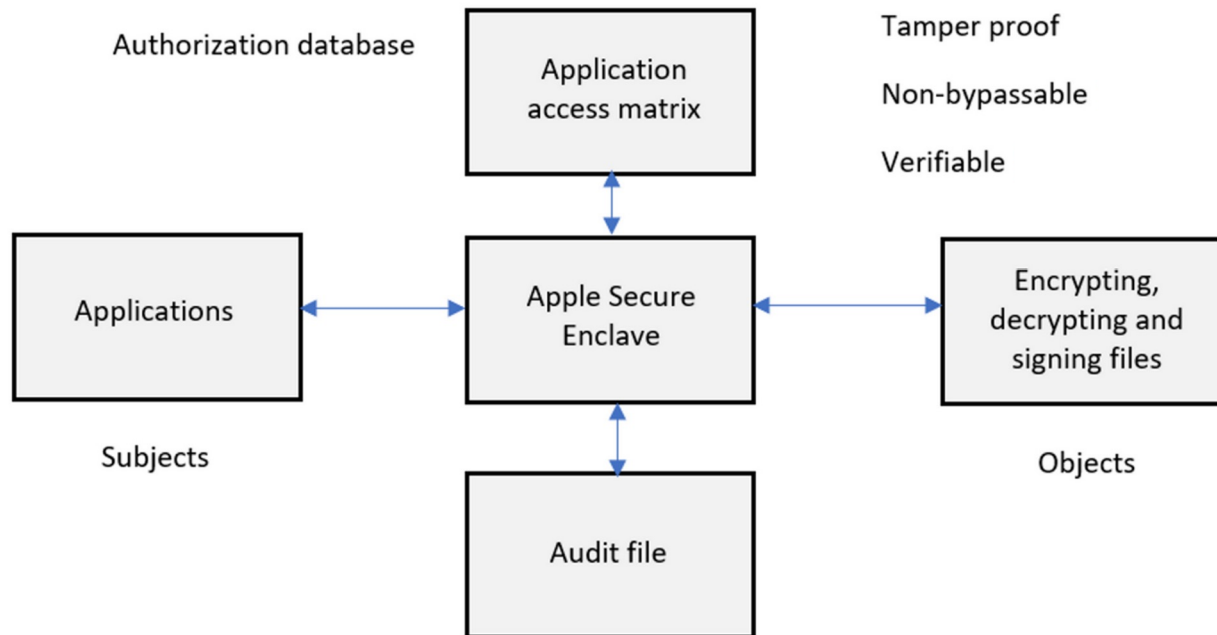 Authorization database
Application
access matrix
Tamper proof
Non-bypassable
Verifiable
Applications
Apple Secure
Enclave
Encrypting,
decrypting and
signing files
Subjects
Objects
Audit file